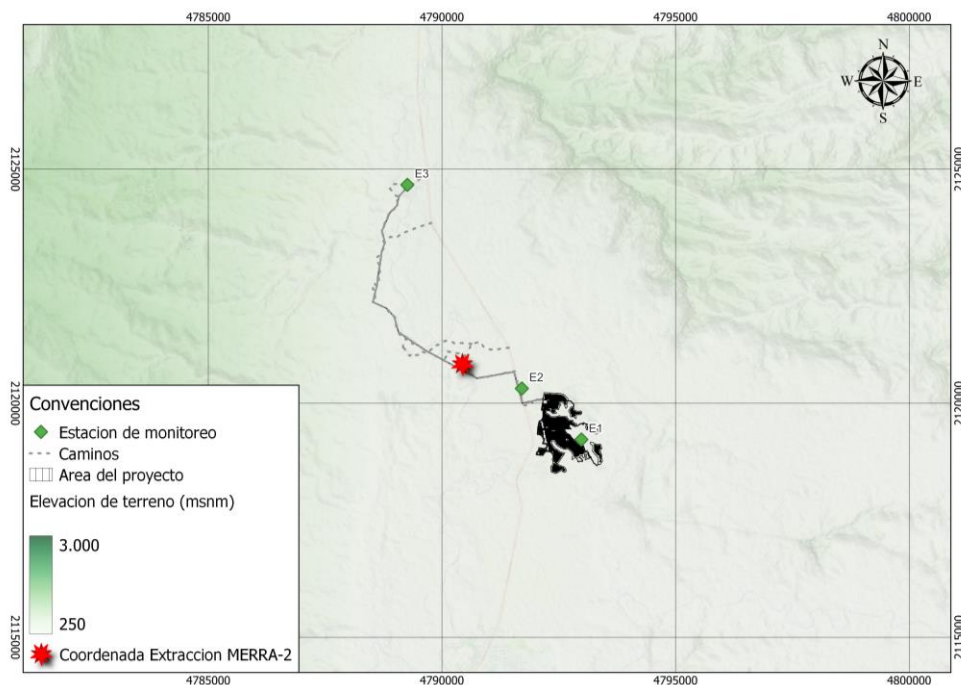 4785000 4790000 4795000 4800000
N
W E
S
2125000 2125000
E3
E2
2120000 2120000
E1
Convenciones
Estacion de monitoreo
Caminos
Area del proyecto
Elevacion de terreno (msnm)
3.000
250
Coordenada Extraccion MERRA-2
2115000 2115000
4785000 4790000 4795000 4800000